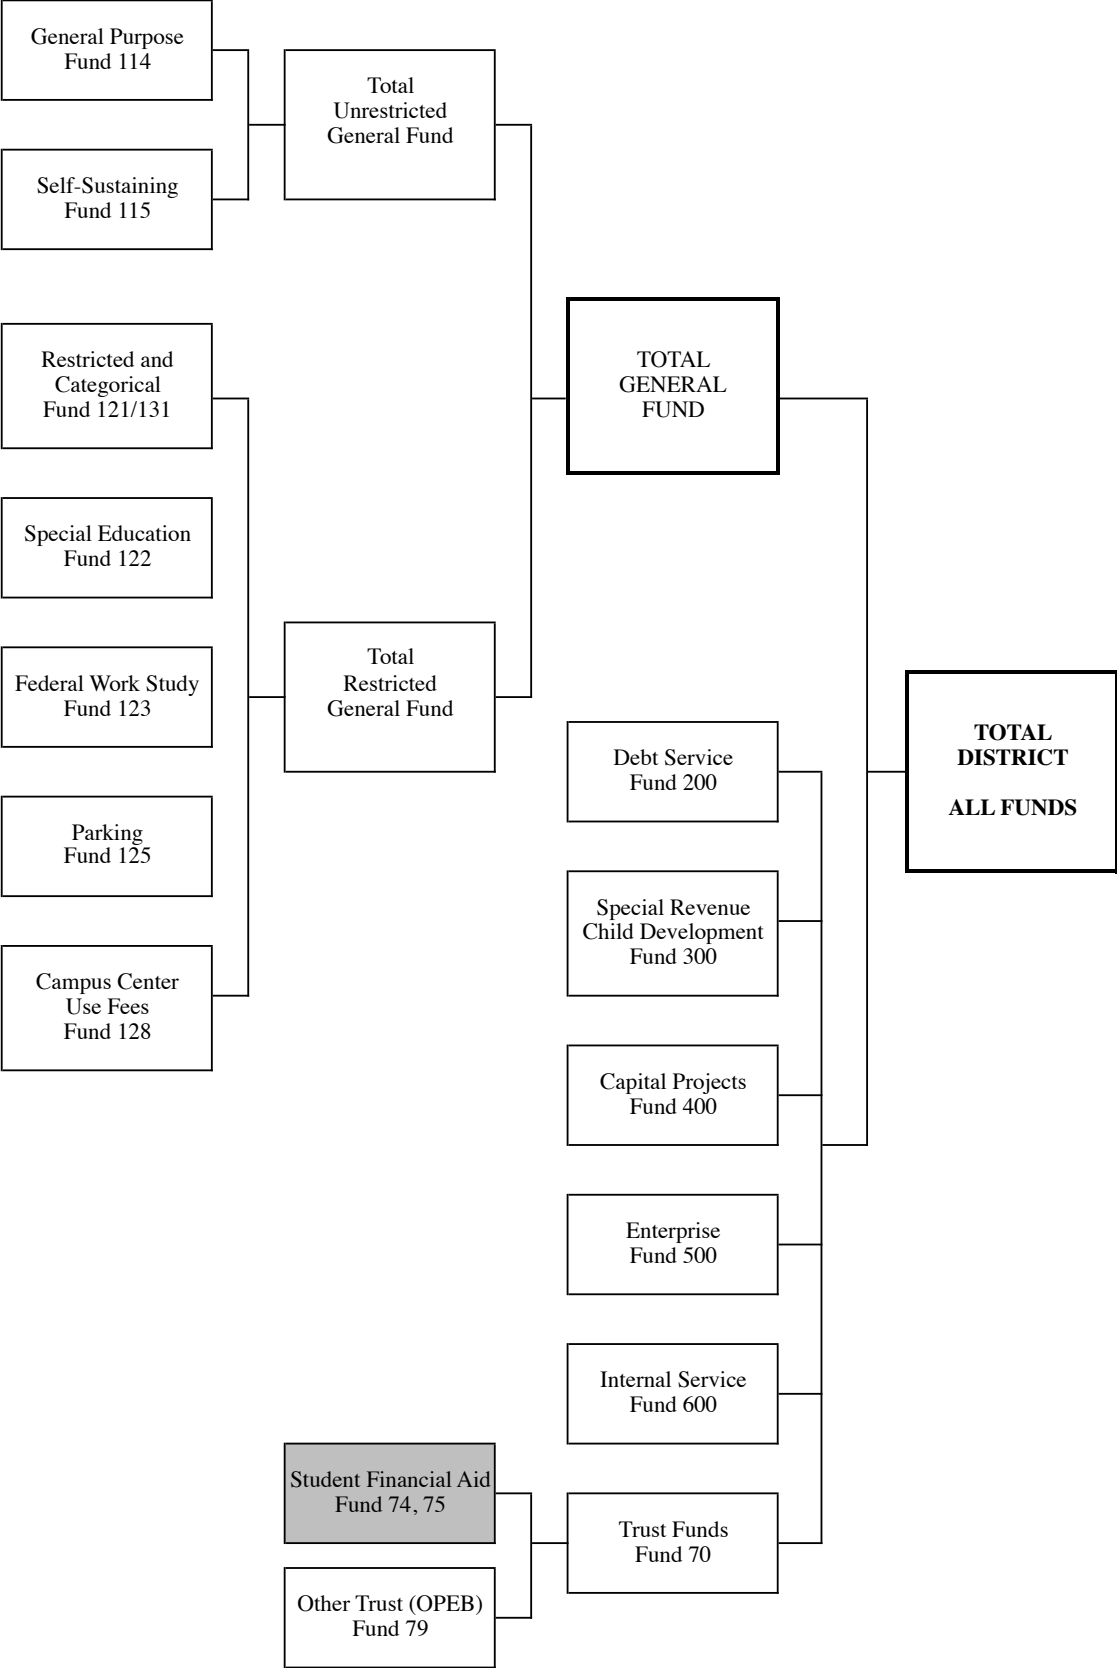 General Purpose
Fund 114
Total
Unrestricted
General Fund
Self-Sustaining
Fund 115
Restricted and
Categorical
Fund 121/131
TOTAL
GENERAL
FUND
Special Education
Fund 122
Total
Restricted
General Fund
Federal Work Study
Fund 123
TOTAL
DISTRICT
ALL FUNDS
Debt Service
Fund 200
Parking
Fund 125
Special Revenue
Child Development
Fund 300
Campus Center
Use Fees
Fund 128
Capital Projects
Fund 400
Enterprise
Fund 500
Internal Service
Fund 600
Student Financial Aid
Fund 74, 75
Trust Funds
Fund 70
Other Trust (OPEB)
Fund 79